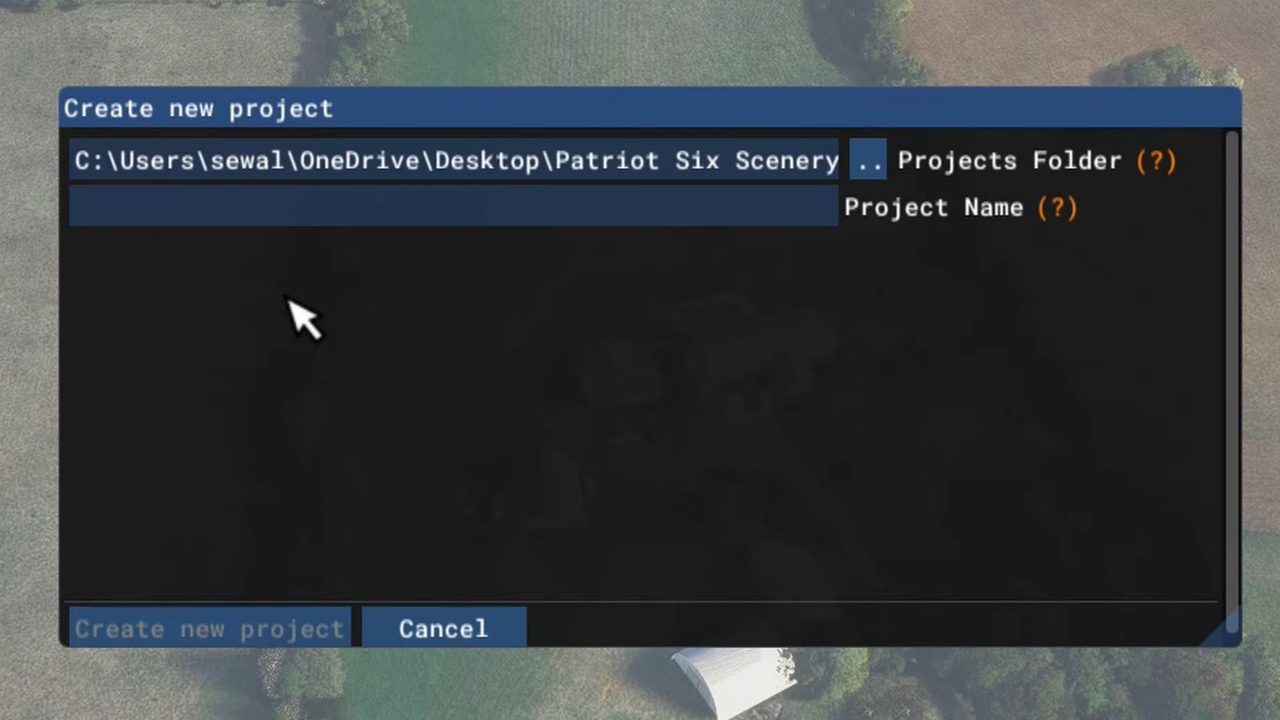 Create new project
C:\Users\sewal\OneDrive\Desktop\Patriot Six Scenery .. Projects Folder (?)
Project Name (?)
Create new project Cancel